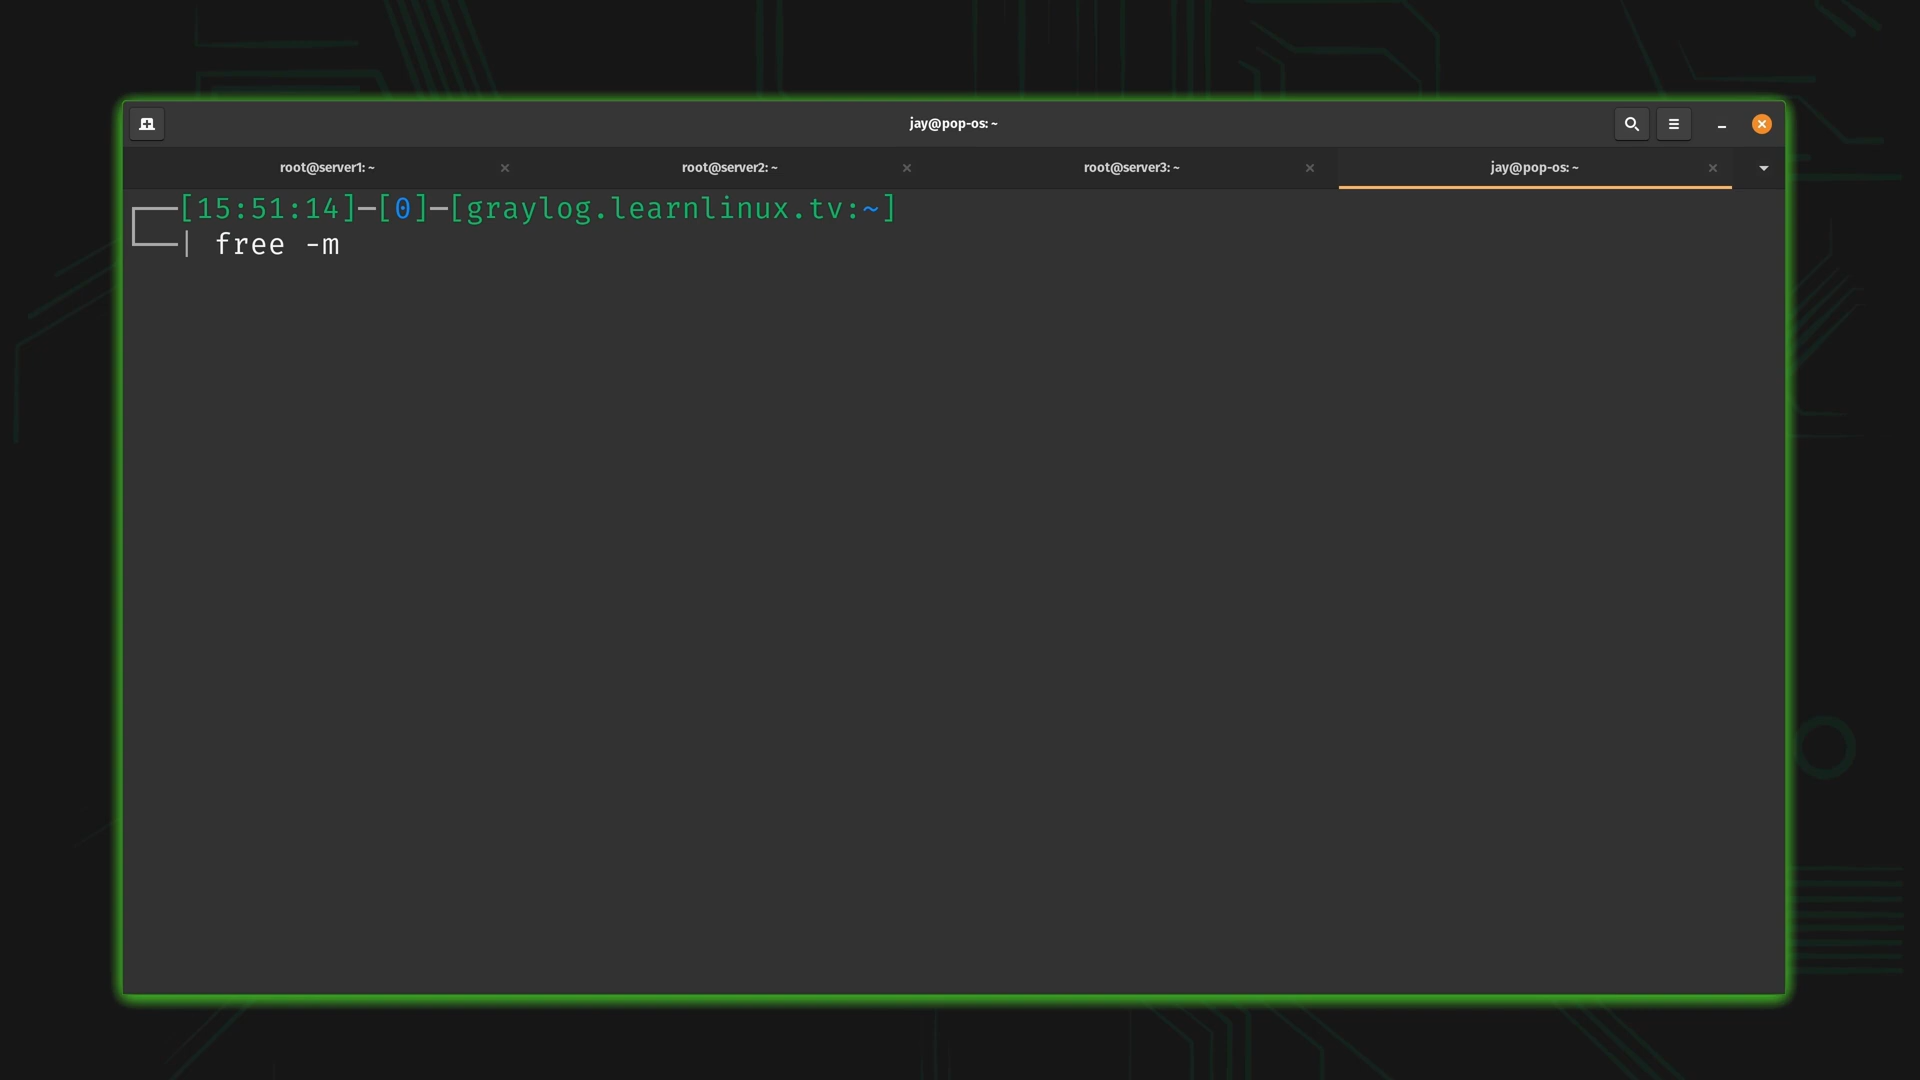 jay@pop-os: ~
root@server1: ~ root@server2: ~ root@server3: ~ jay@pop-os: ~
[15:51:14]—[0]—[graylog.learnlinux.tv:~]
| free -m